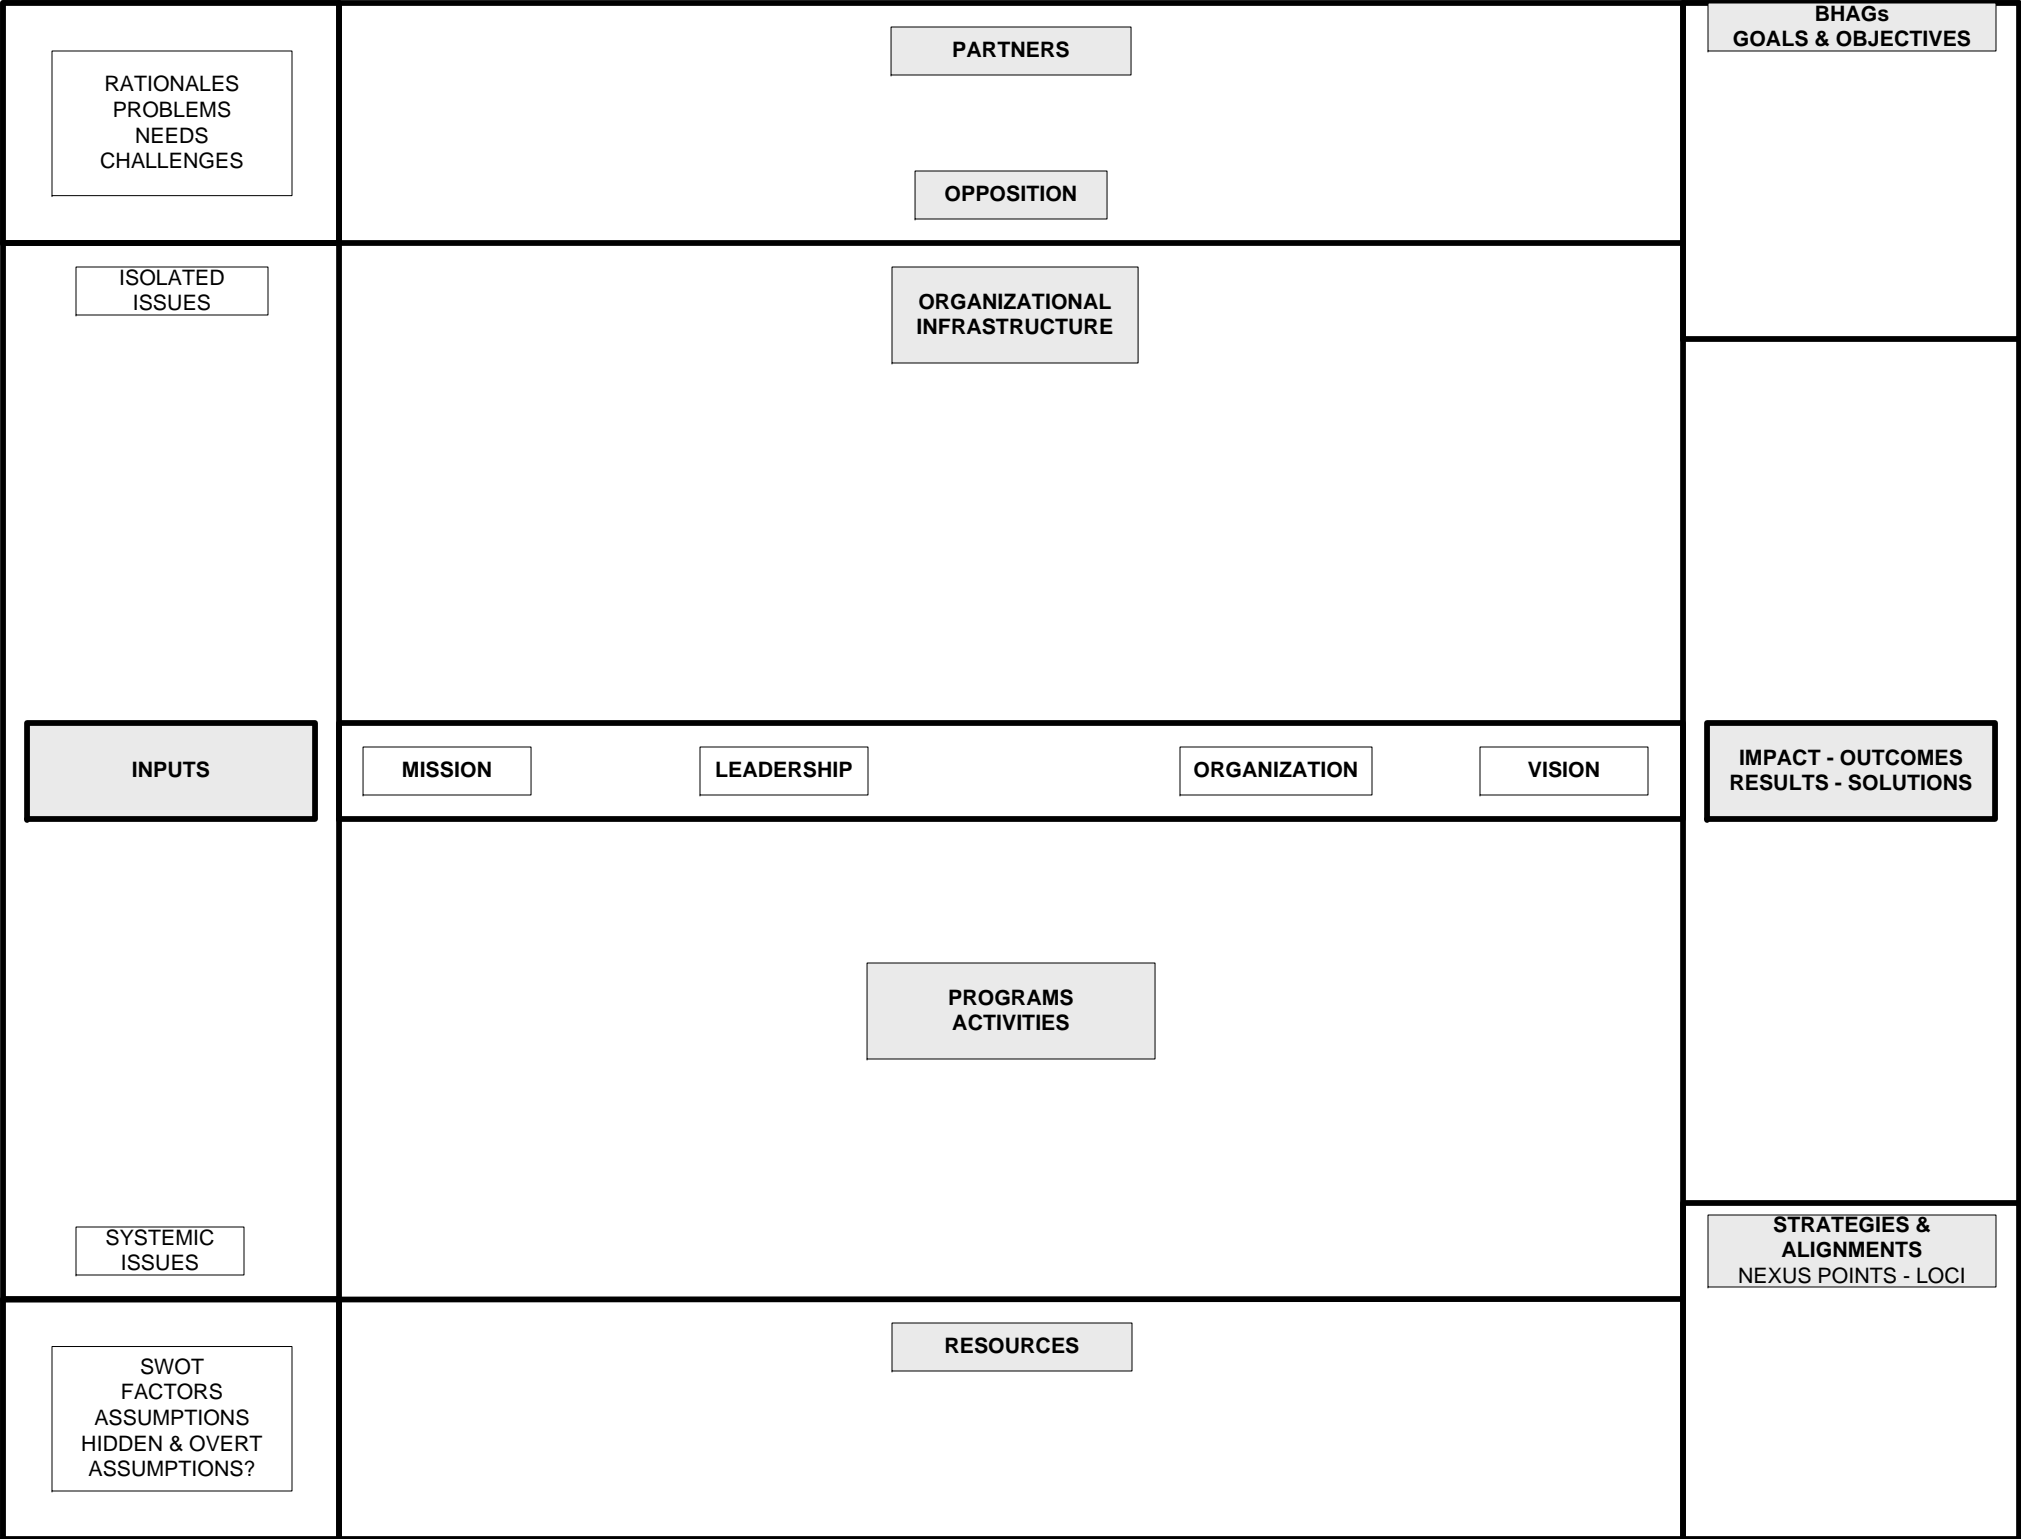 RATIONALES
PROBLEMS
NEEDS
CHALLENGES
PARTNERS
OPPOSITION
BHAGs
GOALS & OBJECTIVES
ISOLATED
ISSUES
ORGANIZATIONAL
INFRASTRUCTURE
INPUTS
MISSION
LEADERSHIP
ORGANIZATION
VISION
IMPACT - OUTCOMES
RESULTS - SOLUTIONS
PROGRAMS
ACTIVITIES
SYSTEMIC
ISSUES
STRATEGIES &
ALIGNMENTS
NEXUS POINTS - LOCI
SWOT
FACTORS
ASSUMPTIONS
HIDDEN & OVERT
ASSUMPTIONS?
RESOURCES